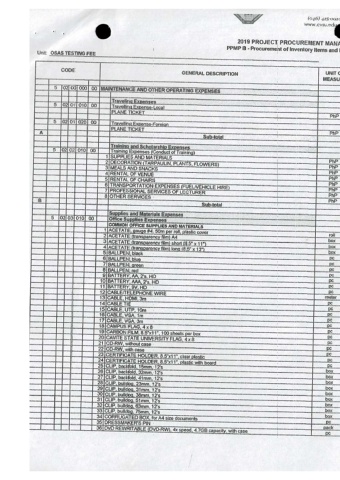 2019 PROJECT PROCUREMENT MANA
PPMP B - Procurement of Inventory Items and
Unit: OSAS TESTING FEE
CODE GENERAL DESCRIPTION UNIT O
MEASU
5 02 00 000 00 MAINTENANCE AND OTHER OPERATING EXPENSES
Travelling Expenses
5 02 01 010 00 Travelling Expense-Local
PLANE TICKET PhP
5 02 01 020 00 Travelling Expense-Foreign
PLANE TICKET PhP
A Sub-total
Training and Scholarship Expenses
5 02 02 010 00 Training Expenses (Conduct of Training)
1 SUPPLIES AND MATERIALS PhP
2 DECORATION (TARPAULIN, PLANTS, FLOWERS) PhP
3 MEALS AND SNACKS PhP
4 RENTAL OF VENUE PhP
5 RENTAL OF CHAIRS PhP
6 TRANSPORTATION EXPENSES (FUEL/VEHICLE HIRE) PhP
7 PROFESSIONAL SERVICES OF LECTURER PhP
8 OTHER SERVICES PhP
B Sub-total
Supplies and Materials Expenses
5 02 03 010 00 Office Supplies Expenses
COMMON OFFICE SUPPLIES AND MATERIALS
1 ACETATE, gauge #4, 50m per roll, plastic cover roll
2 ACETATE (transparency film) A4 box
3 ACETATE (transparency film) short (8.5" x 11") box
4 ACETATE (transparency film) long (8.5" x 13") box
5 BALLPEN, black pc
6 BALLPEN, blue pc
7 BALLPEN, green pc
8 BALLPEN, red pc
9 BATTERY, AA, 2's, HD pc
10 BATTERY, AAA, 2's, HD pc
11 BATTERY, 9V, HD pc
12 CABLE/TELEPHONE WIRE meter
13 CABLE, HDMI, 3m pc
14 CABLE TIE pc
15 CABLE, UTP, 10m pc
16 CABLE, VGA, 1m pc
17 CABLE, VGA, 3m pc
18 CAMPUS FLAG, 4 x 6 pc
19 CARBON FILM, 8.5"x11", 100 sheets per box box
20 CAVITE STATE UNIVERSITY FLAG, 4 x 6 pc
21 CD-RW, without case pc
22 CD-RW, with case pc
23 CERTIFICATE HOLDER, 8.5"x11", clear plastic pc
24 CERTIFICATE HOLDER, 8.5"x11", plastic with board pc
25 CLIP, backfold, 19mm, 12's box
26 CLIP, backfold, 32mm, 12's box
27 CLIP, backfold, 41mm, 12's box
28 CLIP, bulldog, 23mm, 12's box
29 CLIP, bulldog, 31mm, 12's box
30 CLIP, bulldog, 38mm, 12's box
31 CLIP, bulldog, 51mm, 12's box
32 CLIP, bulldog, 63mm, 12's box
33 CLIP, bulldog, 75mm, 12's box
34 CORRUGATED BOX, for A4 size documents pc
35 DRESSMAKER'S PIN pack
36 DVD REWRITABLE (DVD-RW), 4x speed, 4.7GB capacity, with case pc